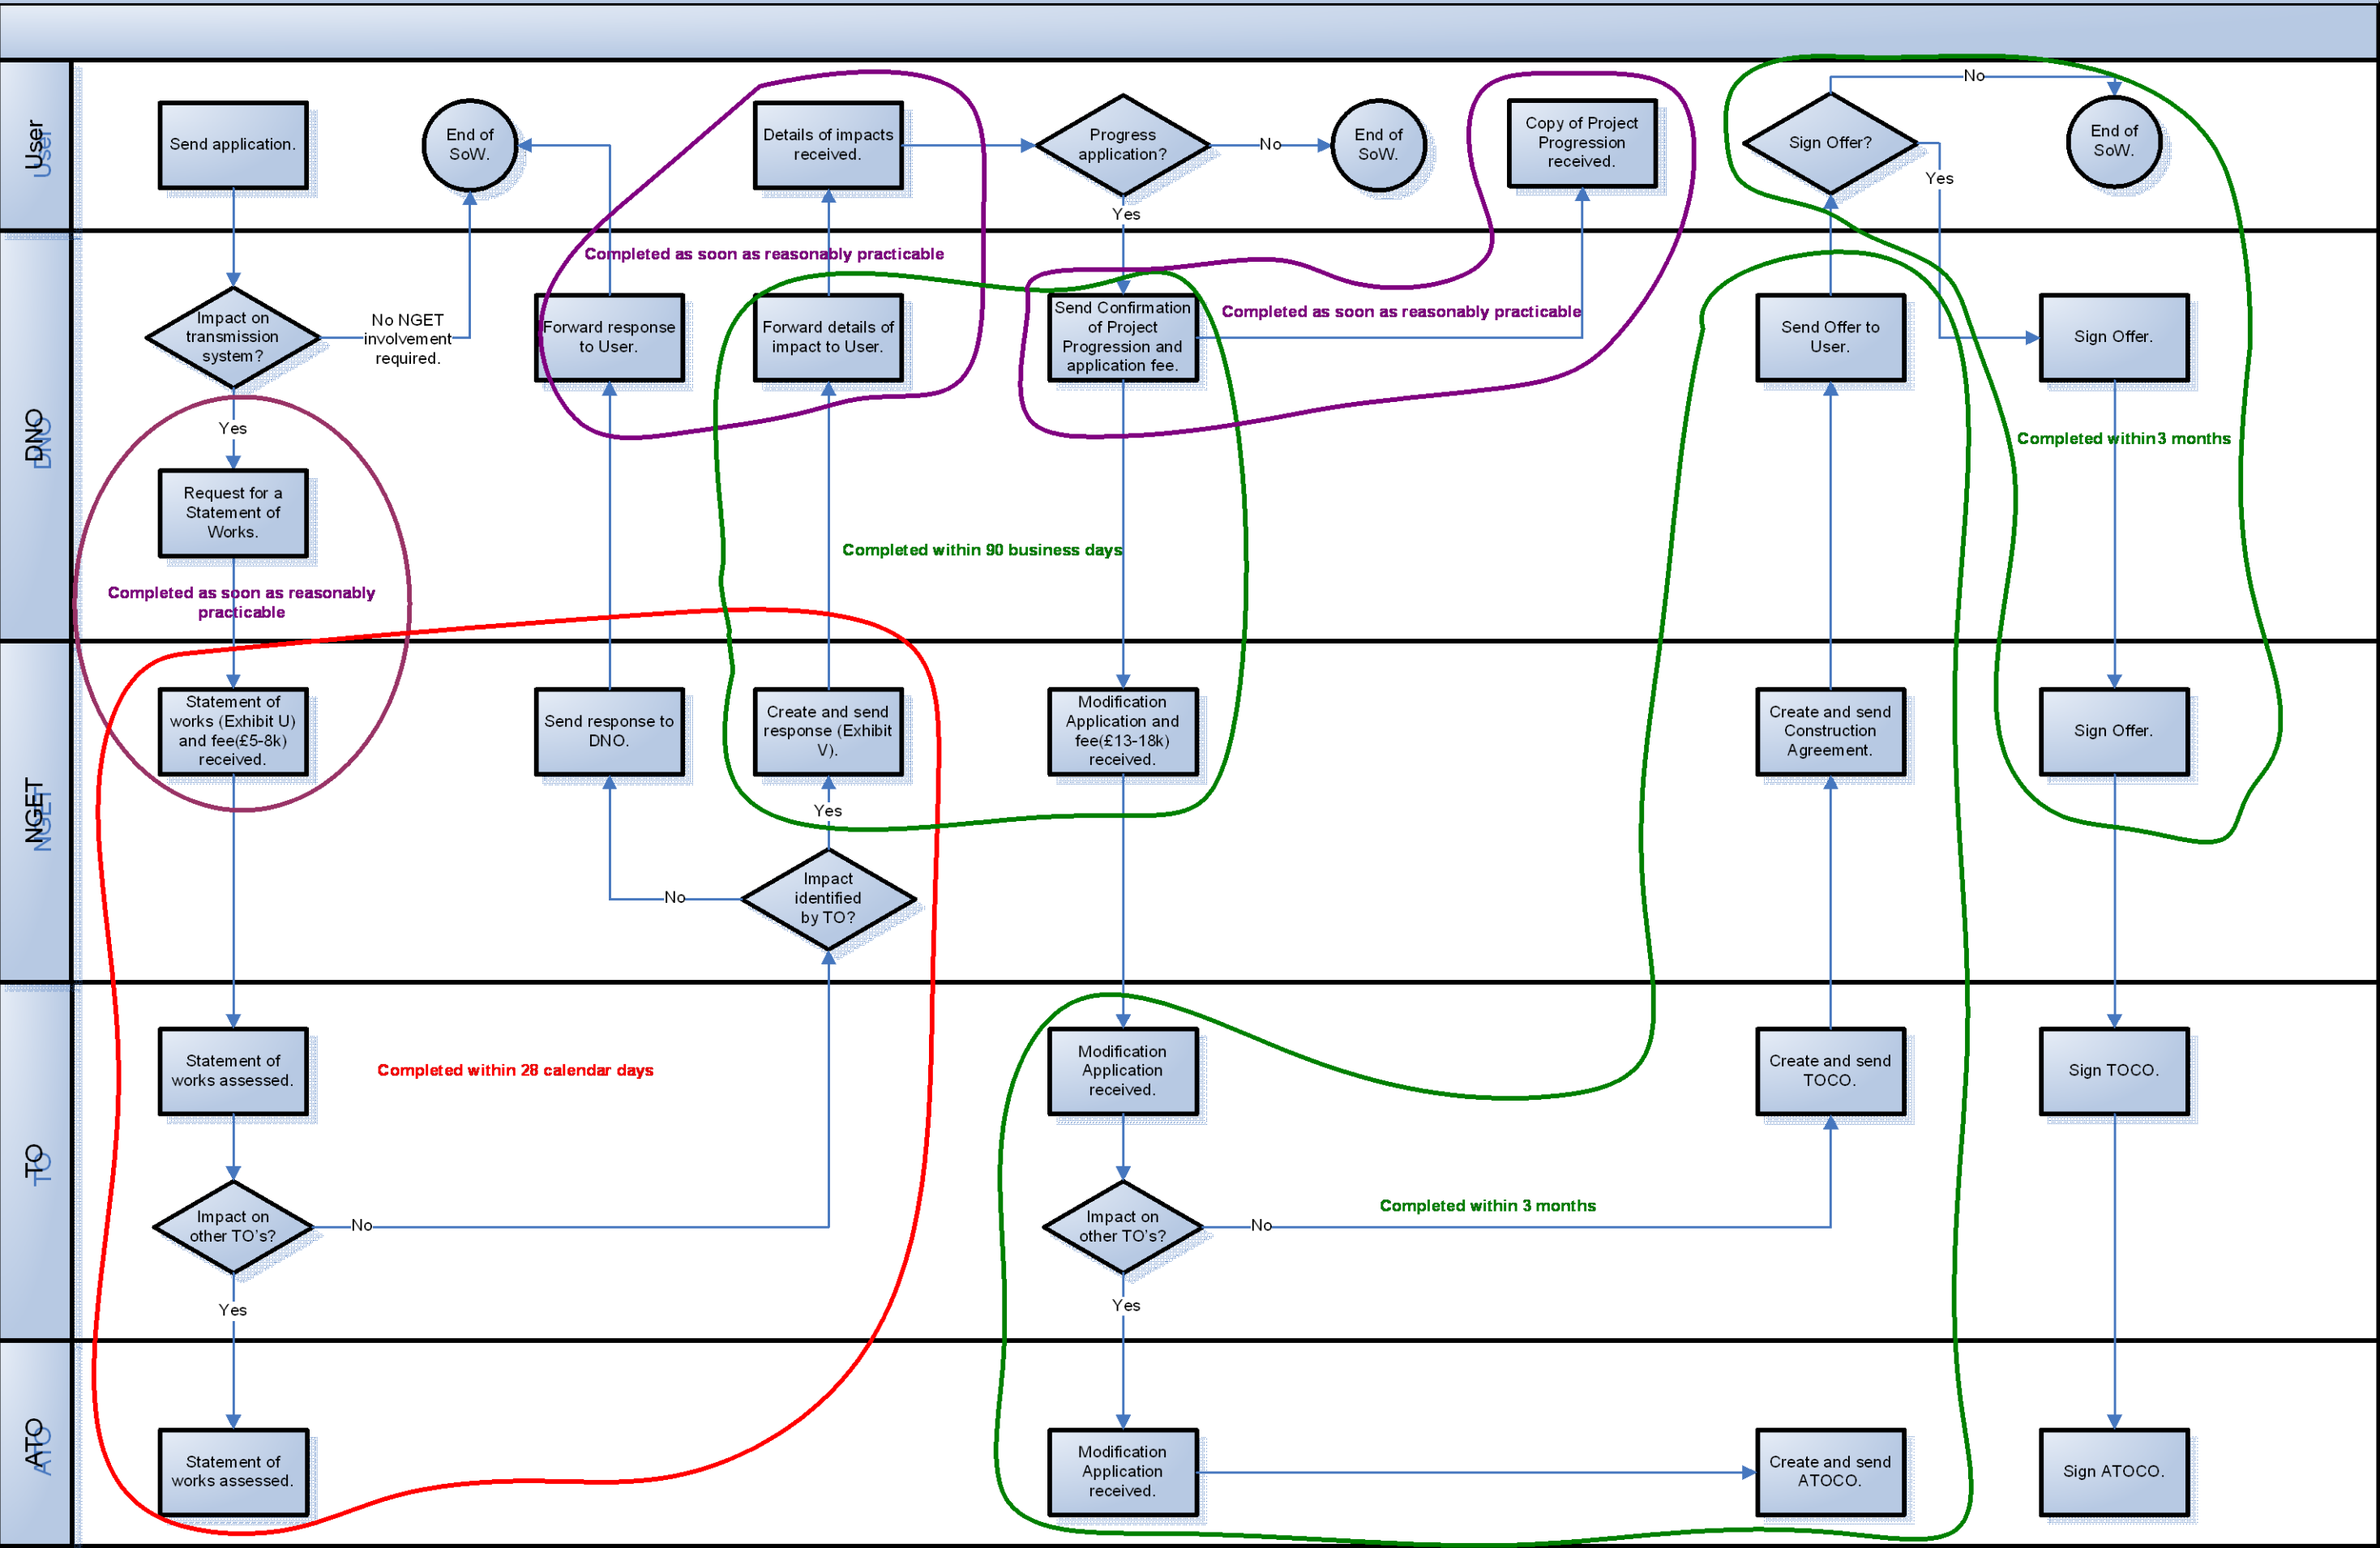 User
Send application.
End of
SoW.
Details of impacts
received.
Progress
application?
No
End of
SoW.
Copy of Project
Progression
received.
Sign Offer?
No
End of
SoW.
Yes
Yes
DNO
Completed as soon as reasonably practicable
Impact on
transmission
system?
No NGET
involvement
required.
Forward response
to User.
Forward details of
impact to User.
Send Confirmation
of Project
Progression and
application fee.
Completed as soon as reasonably practicable
Send Offer to
User.
Sign Offer.
Yes
Completed within 3 months
Request for a
Statement of
Works.
Completed within 90 business days
Completed as soon as reasonably
practicable
NGET
Statement of
works (Exhibit U)
and fee(£5-8k)
received.
Send response to
DNO.
Create and send
response (Exhibit
V).
Modification
Application and
fee(£13-18k)
received.
Create and send
Construction
Agreement.
Sign Offer.
Yes
Impact
identified
by TO?
No
TO
Statement of
works assessed.
Completed within 28 calendar days
Modification
Application
received.
Create and send
TOCO.
Sign TOCO.
Impact on
other TO's?
No
Impact on
other TO's?
No
Completed within 3 months
Yes
Yes
ATO
Statement of
works assessed.
Modification
Application
received.
Create and send
ATOCO.
Sign ATOCO.